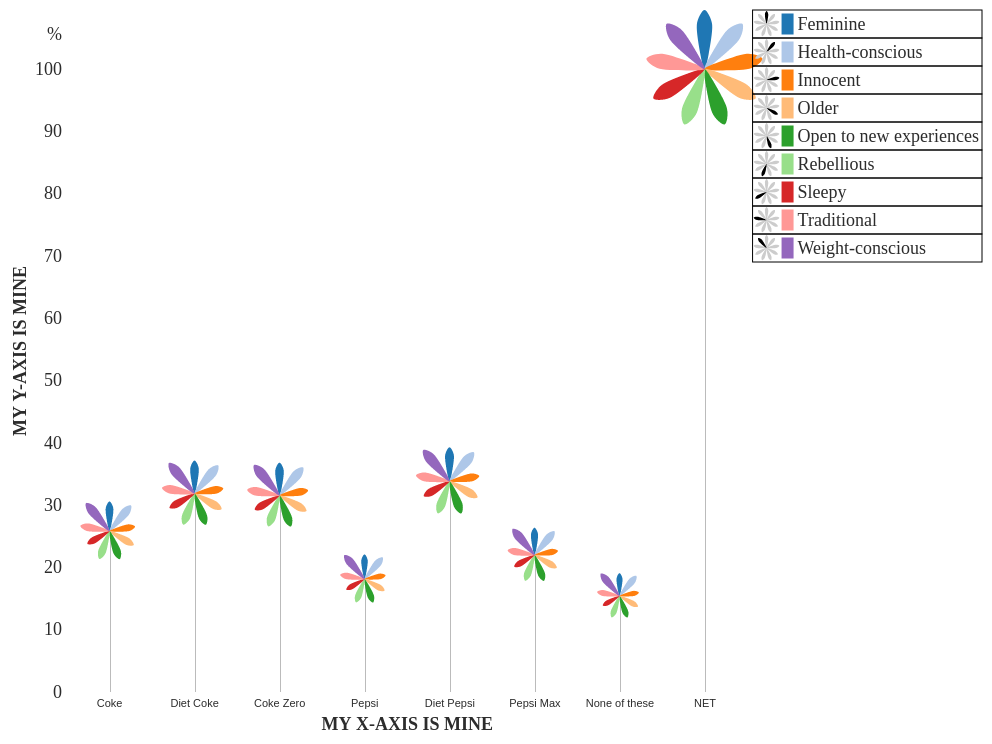 %
100
90
80
70
60
50
40
30
20
10
0
MY Y-AXIS IS MINE
Coke
Diet Coke
Coke Zero
Pepsi
Diet Pepsi
Pepsi Max
None of these
NET
MY X-AXIS IS MINE
Feminine
Health-conscious
Innocent
Older
Open to new experiences
Rebellious
Sleepy
Traditional
Weight-conscious